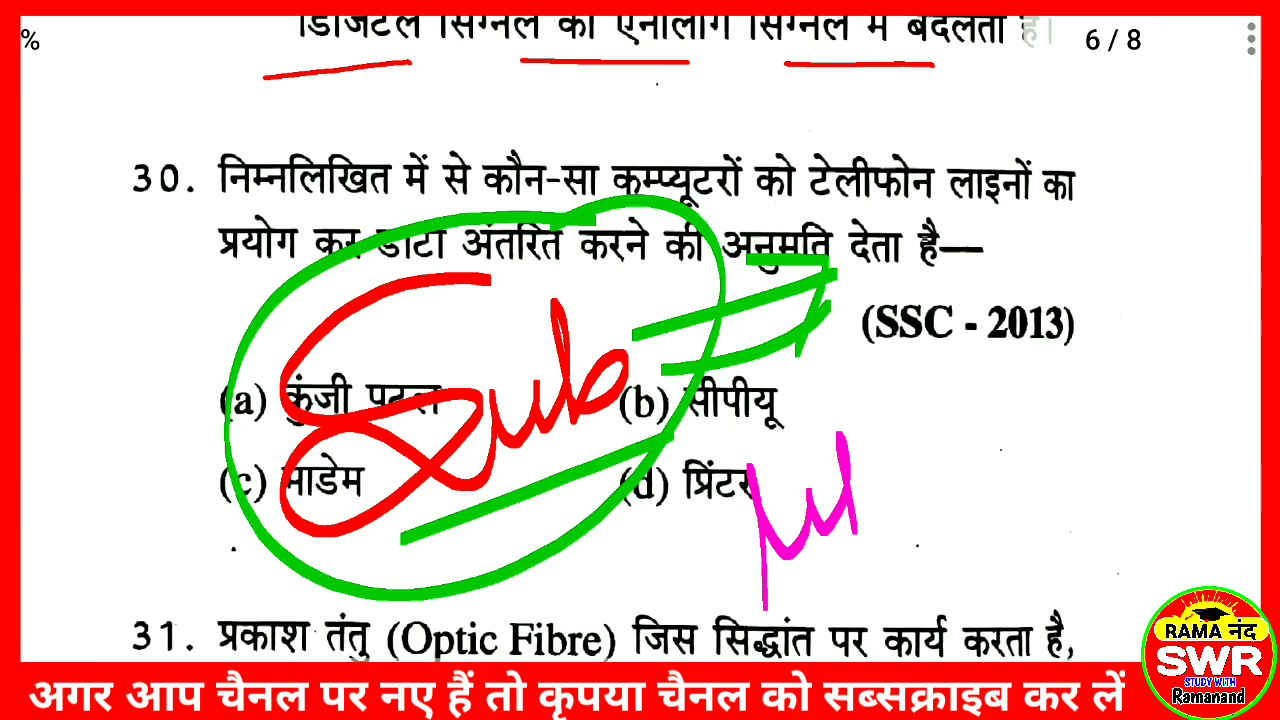 डिजिटल सिग्नल को एनालॉग सिग्नल में बदलता है।
%
6 / 8
30. निम्नलिखित में से कौन-सा कम्प्यूटरों को टेलीफोन लाइनों का
प्रयोग कर डाटा अंतरित करने की अनुमति देता है—
(SSC - 2013)
(a) कुंजी पटल (b) सीपीयू
(c) माडेम (d) प्रिंटर
Sub
31. प्रकाश तंतु (Optic Fibre) जिस सिद्धांत पर कार्य करता है,
RAMA नंद
SWR
STUDY WITH
Ramanand
अगर आप चैनल पर नए हैं तो कृपया चैनल को सब्सक्राइब कर लें